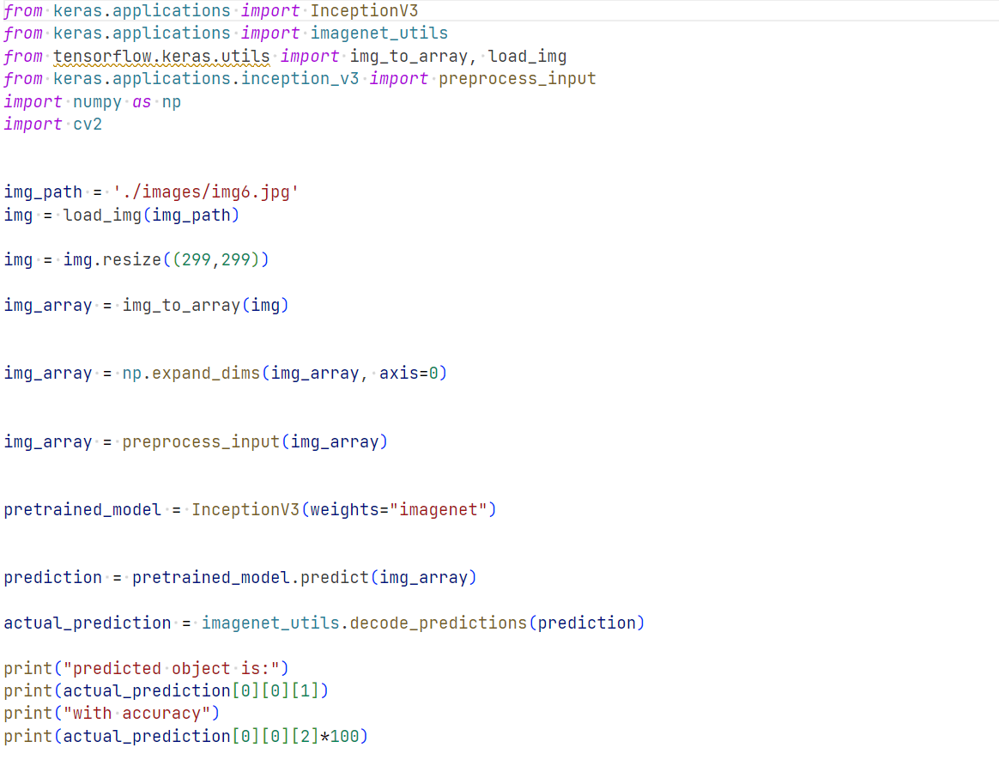 from keras.applications import InceptionV3
from keras.applications import imagenet_utils
from tensorflow.keras.utils import img_to_array, load_img
from keras.applications.inception_v3 import preprocess_input
import numpy as np
import cv2
img_path = './images/img6.jpg'
img = load_img(img_path)
img = img.resize((299,299))
img_array = img_to_array(img)
img_array = np.expand_dims(img_array, axis=0)
img_array = preprocess_input(img_array)
pretrained_model = InceptionV3(weights="imagenet")
prediction = pretrained_model.predict(img_array)
actual_prediction = imagenet_utils.decode_predictions(prediction)
print("predicted object is:")
print(actual_prediction[0][0][1])
print("with accuracy")
print(actual_prediction[0][0][2]*100)